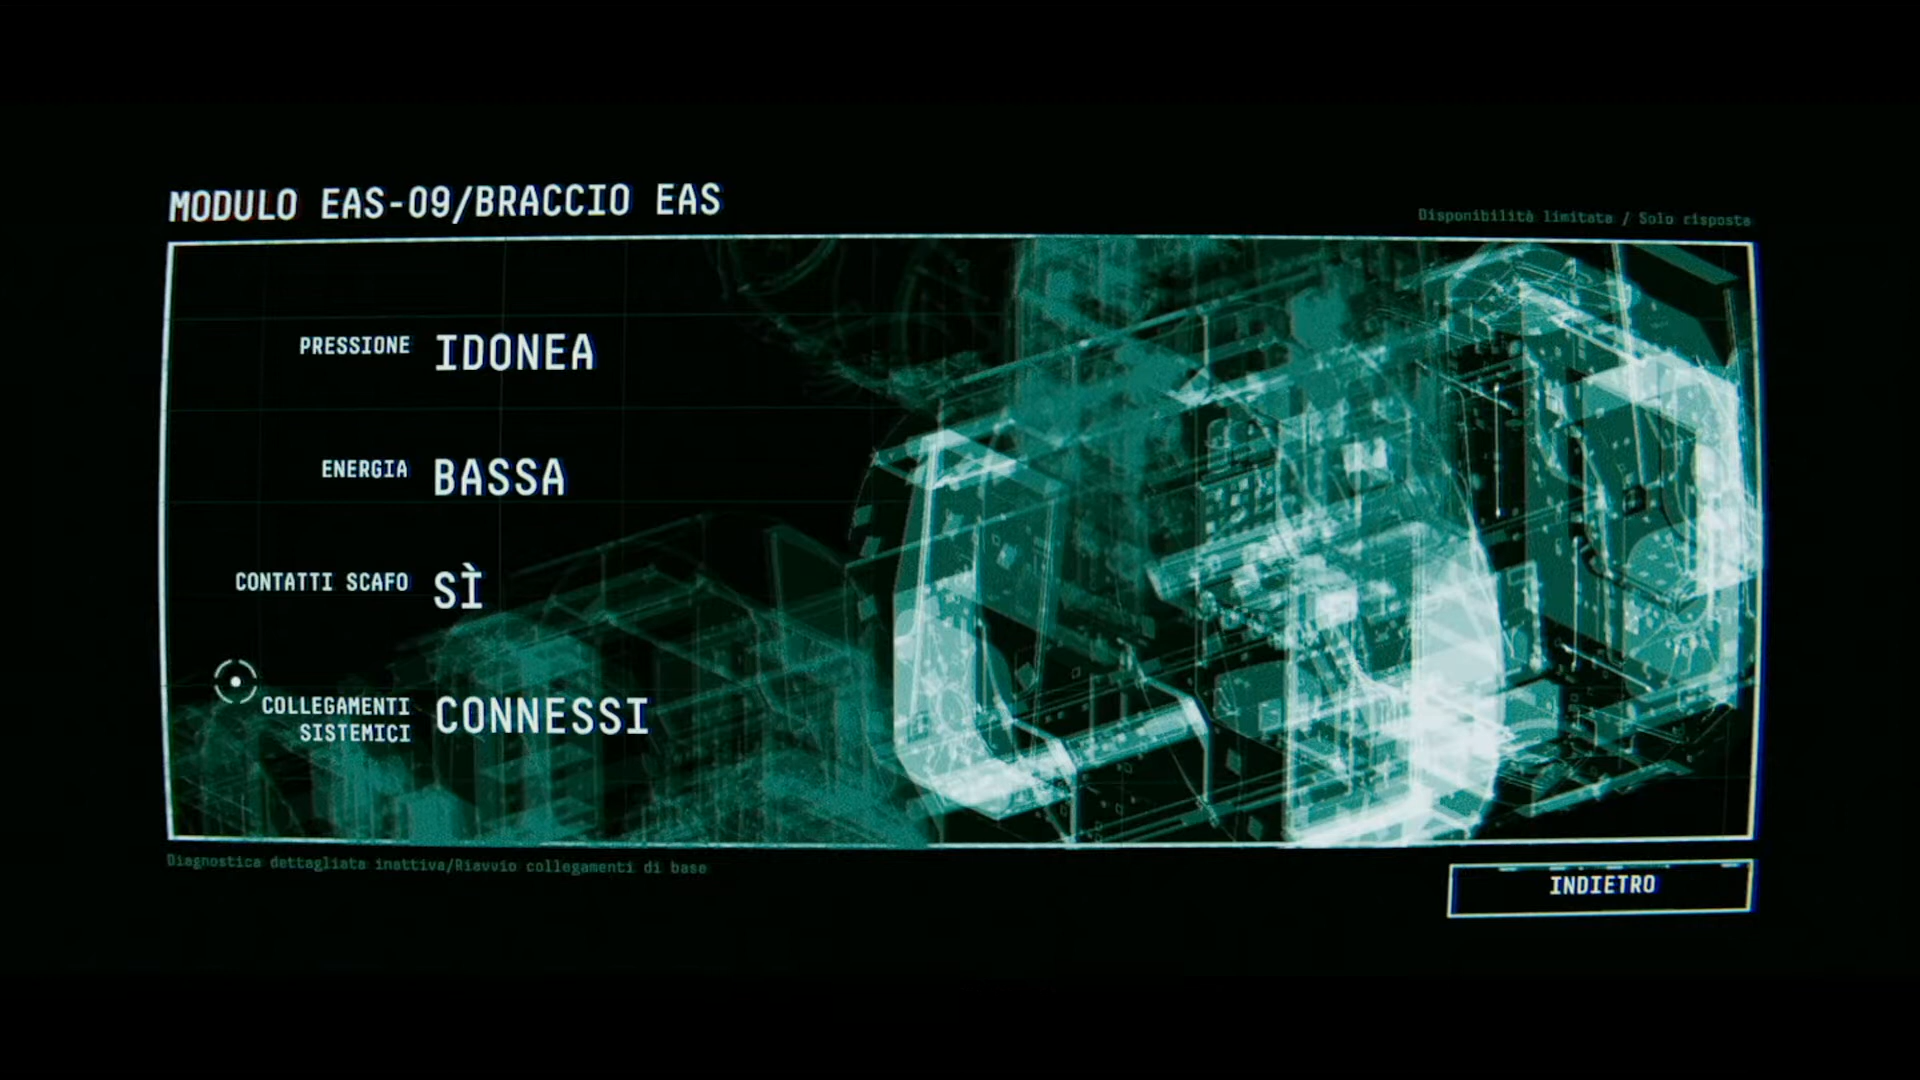 MODULO EAS-09/BRACCIO EAS
Disponibilità limitata / Solo risposta
PRESSIONE IDONEA
ENERGIA BASSA
CONTATTI SCAFO SÌ
COLLEGAMENTI
SISTEMICI CONNESSI
Diagnostica dettagliata inattiva/Riavvio collegamenti di base
INDIETRO